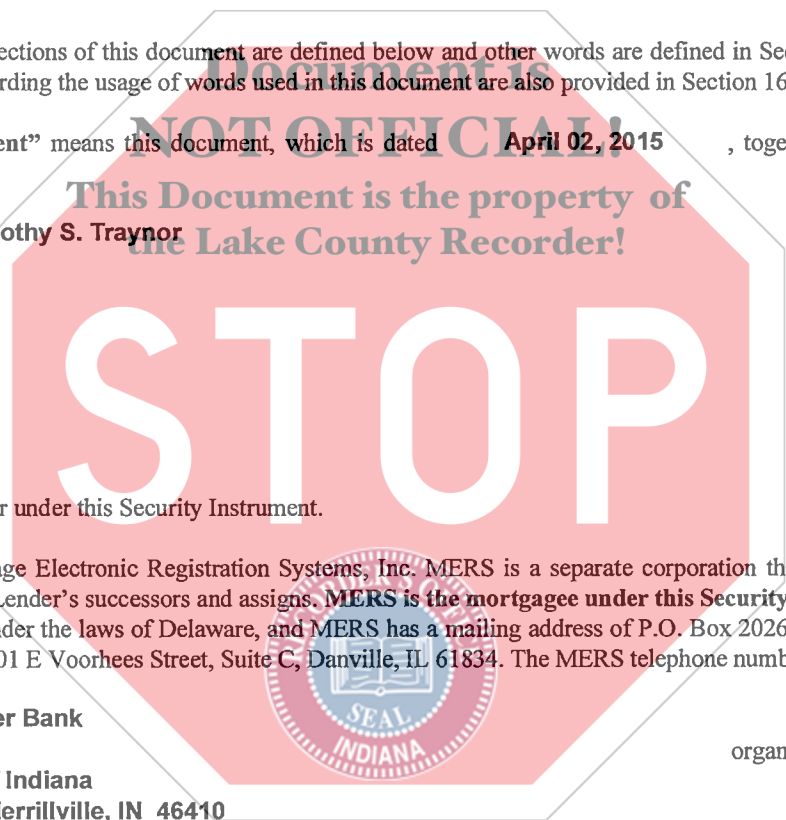 ections of this document are defined below and other words are defined in Sec
rding the usage of words used in this document are also provided in Section 16
Document is
NOT OFFICIAL!
ent” means this document, which is dated April 02, 2015 , toge
This Document is the property of
othy S. Traynor
the Lake County Recorder!
STOP
r under this Security Instrument.
age Electronic Registration Systems, Inc. MERS is a separate corporation th
Lender’s successors and assigns. MERS is the mortgagee under this Security
nder the laws of Delaware, and MERS has a mailing address of P.O. Box 2026
01 E Voorhees Street, Suite C, Danville, IL 61834. The MERS telephone numb
RECORDER'S OFFICE
SEAL
INDIANA
er Bank
organ
f Indiana
Merrillville, IN 46410